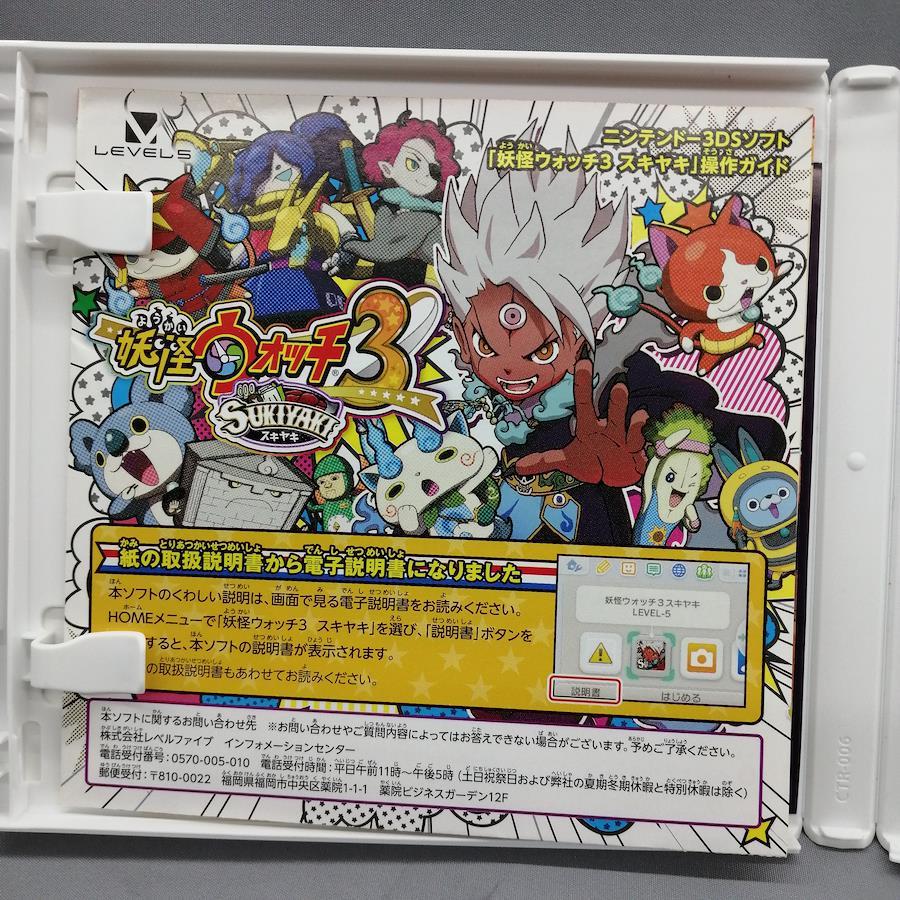 LEVEL5
ニンテンドー3DSソフト
「妖怪ウォッチ3 スキヤキ」操作ガイド
ようかい
妖怪ウォッチ3
SUKIYAKI
スキヤキ
紙の取扱説明書から電子説明書になりました
本ソフトのくわしい説明は、画面で見る電子説明書をお読みください。
HOMEメニューで「妖怪ウォッチ3 スキヤキ」を選び、「説明書」ボタンを
すると、本ソフトの説明書が表示されます。
の取扱説明書もあわせてお読みください。
妖怪ウォッチ3 スキヤキ
LEVEL-5
説明書
はじめる
本ソフトに関するお問い合わせ先 ※お問い合わせやご質問内容によってはお答えできない場合がございます。予めご了承ください。
株式会社レベルファイブ インフォメーションセンター
電話受付番号：0570-005-010 電話受付時間：平日午前11時～午後5時（土日祝祭日および弊社の夏期冬期休暇と特別休暇は除く）
郵便受付：〒810-0022 福岡県福岡市中央区薬院1-1-1 薬院ビジネスガーデン12F
CTR-006